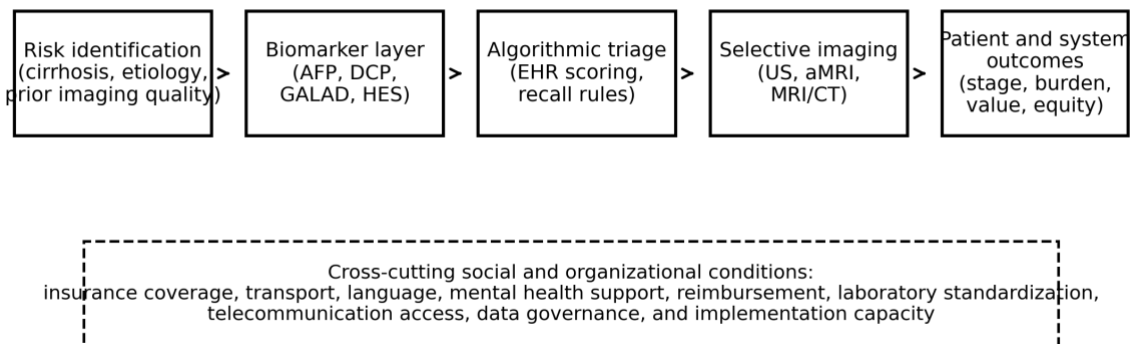 Risk identification
(cirrhosis, etiology,
prior imaging quality)
Biomarker layer
(AFP, DCP,
GALAD, HES)
Algorithmic triage
(EHR scoring,
recall rules)
Selective imaging
(US, aMRI,
MRI/CT)
Patient and system
outcomes
(stage, burden,
value, equity)
Cross-cutting social and organizational conditions:
insurance coverage, transport, language, mental health support, reimbursement, laboratory standardization,
telecommunication access, data governance, and implementation capacity